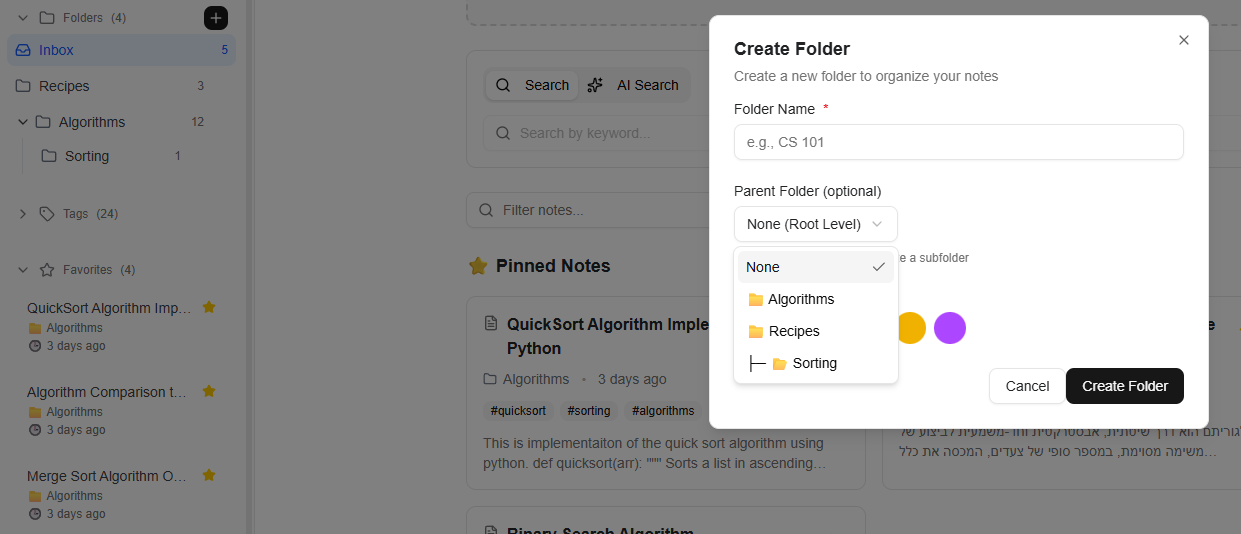 Folders (4)
Inbox 5
Recipes 3
Algorithms 12
Sorting 1
Tags (24)
Favorites (4)
QuickSort Algorithm Imp...
Algorithms
3 days ago
Algorithm Comparison t...
Algorithms
3 days ago
Merge Sort Algorithm O...
Algorithms
3 days ago
Search AI Search
Search by keyword...
Filter notes...
Pinned Notes
QuickSort Algorithm Imple
Python
Algorithms • 3 days ago
#quicksort #sorting #algorithms
This is implementaiton of the quick sort algorithm using
python. def quicksort(arr): """ Sorts a list in ascending...
Binary Search Algorithm
Create Folder
Create a new folder to organize your notes
Folder Name *
e.g., CS 101
Parent Folder (optional)
None (Root Level)
None
Algorithms
Recipes
├─ Sorting
e a subfolder
Cancel Create Folder
לגוריתם הוא דרך שיטתית, אבסטרקטית וחד-משמעית לביצוע של
משימה מסוימת, במספר סופי של צעדים, המכסה את כלל...